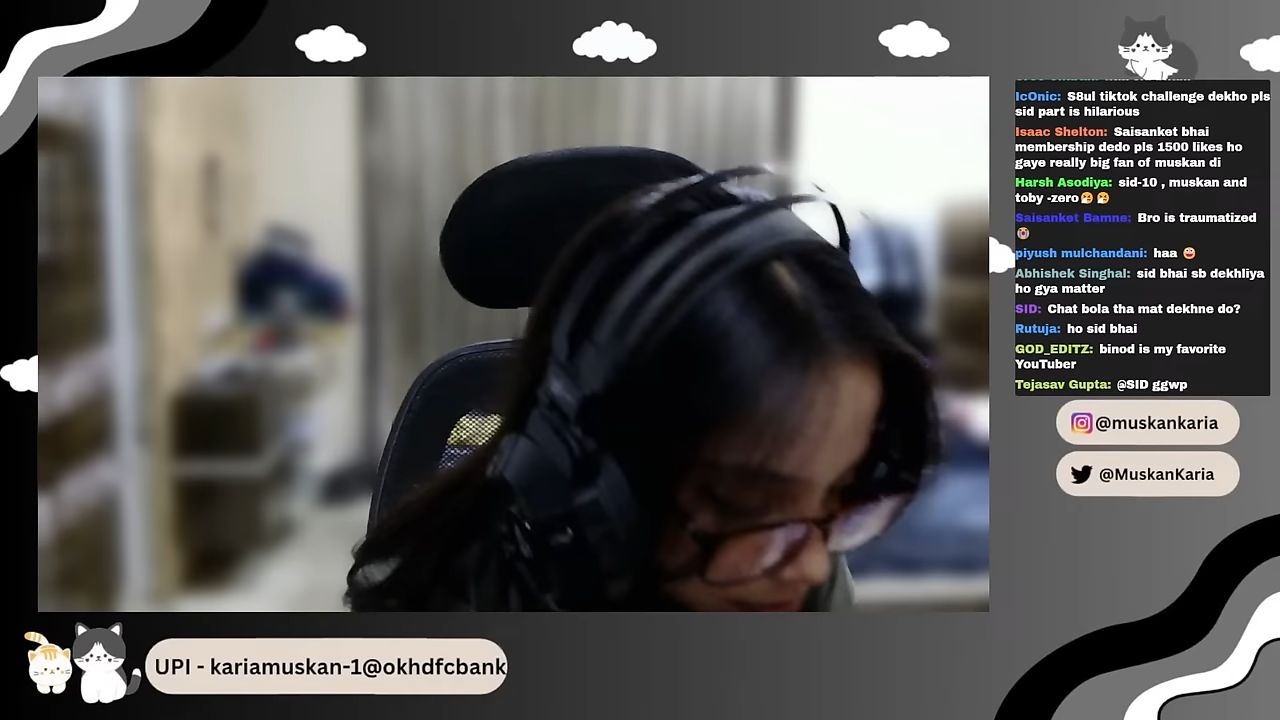 IcOnic: S8ul tiktok challenge dekho pls
sid part is hilarious
Isaac Shelton: Saisanket bhai
membership dedo pls 1500 likes ho
gaye really big fan of muskan di
Harsh Asodiya: sid-10 , muskan and
toby -zero🤧🤧
Saisanket Bamne: Bro is traumatized
😭
piyush mulchandani: haa 😀
Abhishek Singhal: sid bhai sb dekhliya
ho gya matter
SID: Chat bola tha mat dekhne do?
Rutuja: ho sid bhai
GOD_EDITZ: binod is my favorite
YouTuber
Tejasav Gupta: @SID ggwp
@muskankaria
@MuskanKaria
UPI - kariamuskan-1@okhdfcbank